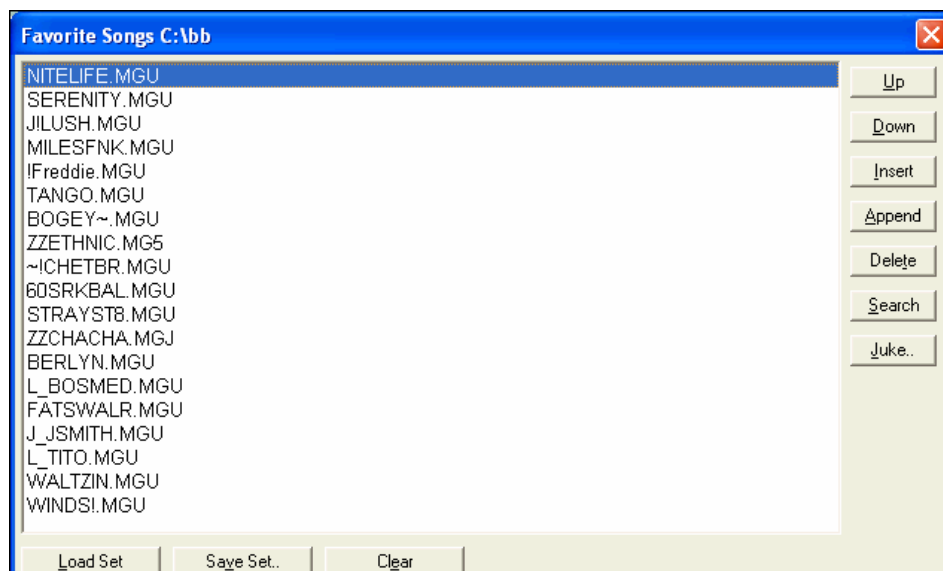 Favorite Songs C:\bb
NITELIFE.MGU
SERENITY.MGU
J!LUSH.MGU
MILESFNK.MGU
!Freddie.MGU
TANGO.MGU
BOGEY~.MGU
ZZETHNIC.MG5
~!CHETBR.MGU
60SRKBAL.MGU
STRAYST8.MGU
ZZCHACHA.MGJ
BERLYN.MGU
L_BOSMED.MGU
FATSWALR.MGU
J_JSMITH.MGU
L_TITO.MGU
WALTZIN.MGU
WINDS!.MGU
Up
Down
Insert
Append
Delete
Search
Juke..
Load Set Save Set.. Clear